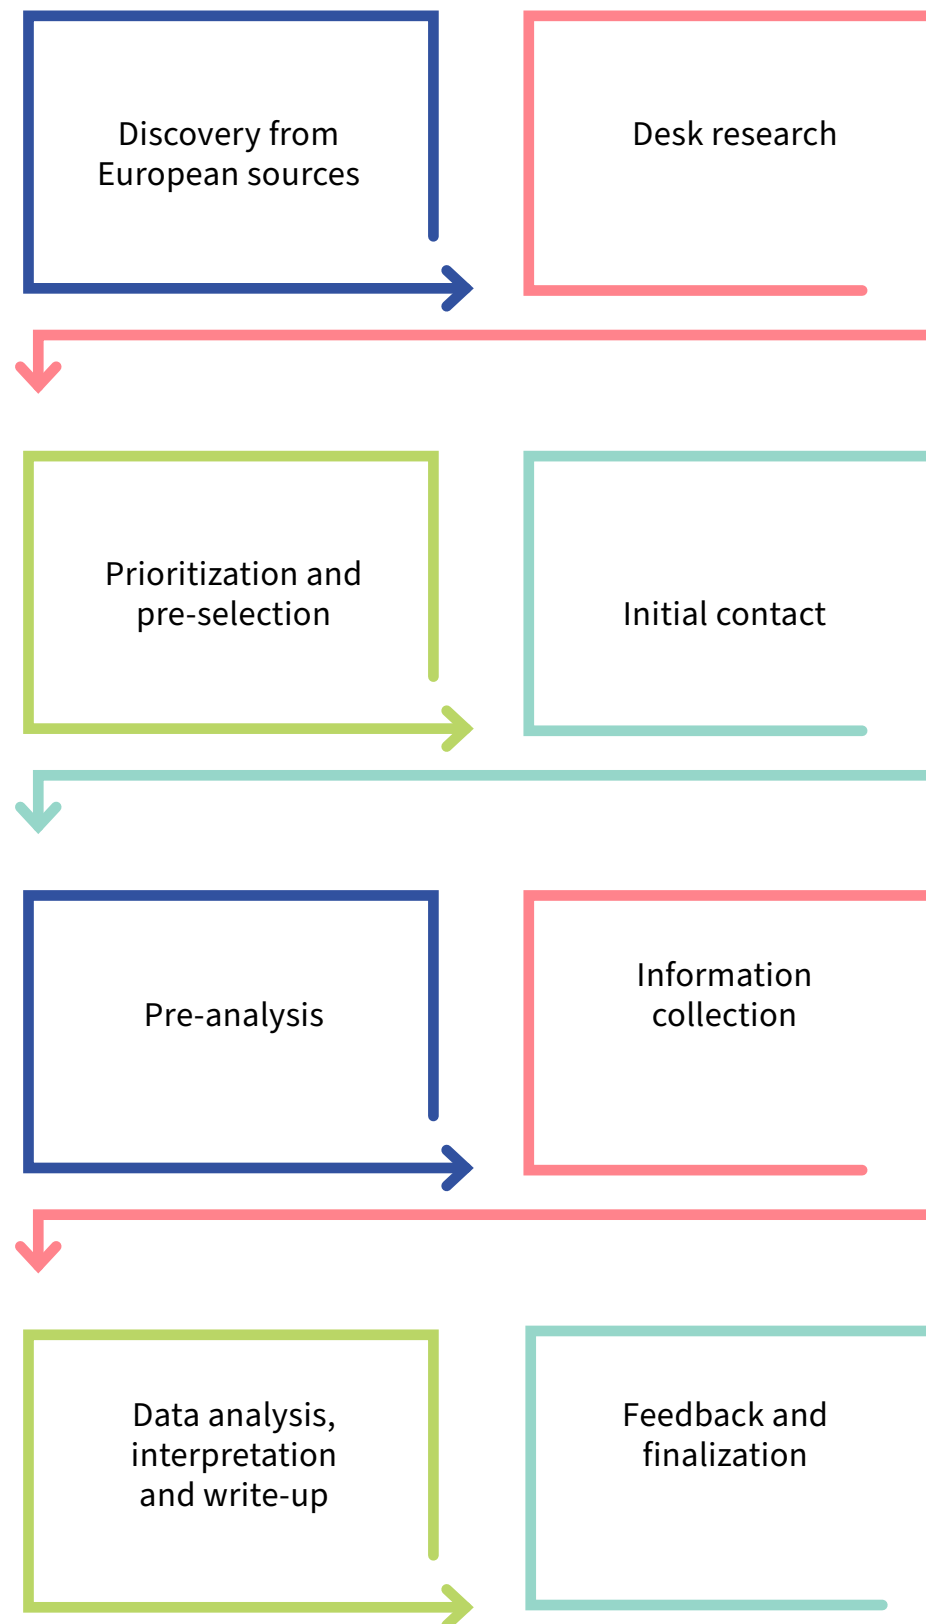 Discovery from
European sources
Desk research
Prioritization and
pre-selection
Initial contact
Pre-analysis
Information
collection
Data analysis,
interpretation
and write-up
Feedback and
finalization